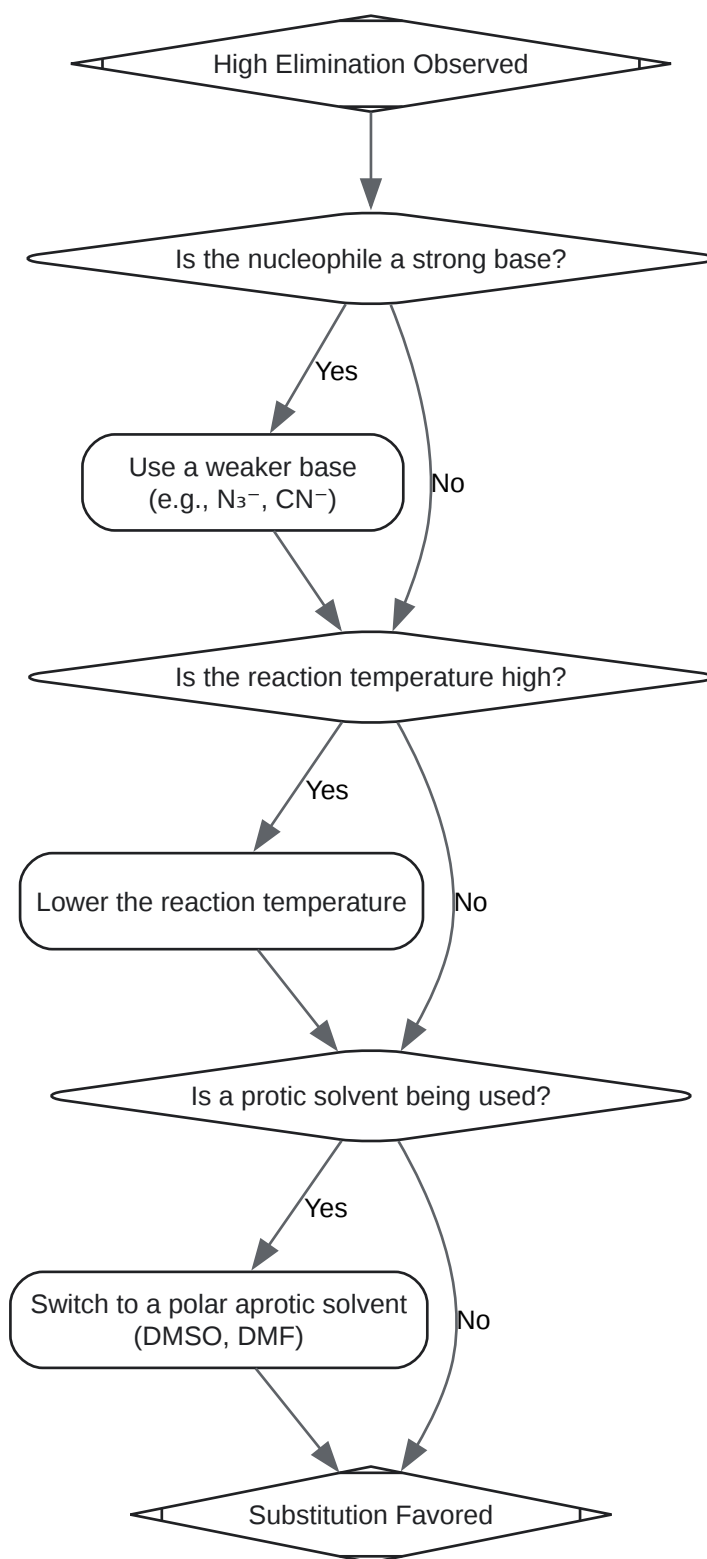 High Elimination Observed
Is the nucleophile a strong base?
Yes
Use a weaker base
(e.g., N₃⁻, CN⁻)
No
Is the reaction temperature high?
Yes
Lower the reaction temperature
No
Is a protic solvent being used?
Yes
Switch to a polar aprotic solvent
(DMSO, DMF)
No
Substitution Favored